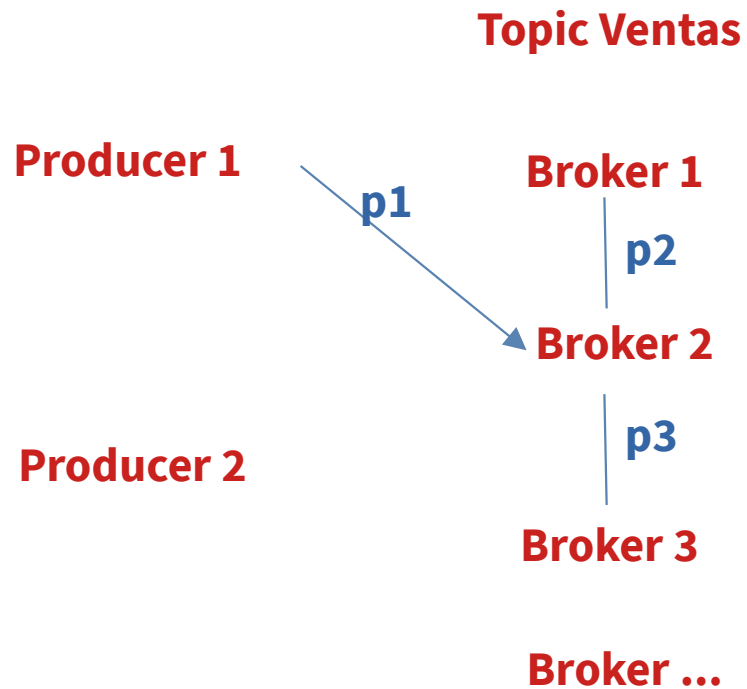 Topic Ventas
Producer 1
Broker 1
p1
p2
Broker 2
p3
Producer 2
Broker 3
Broker ...